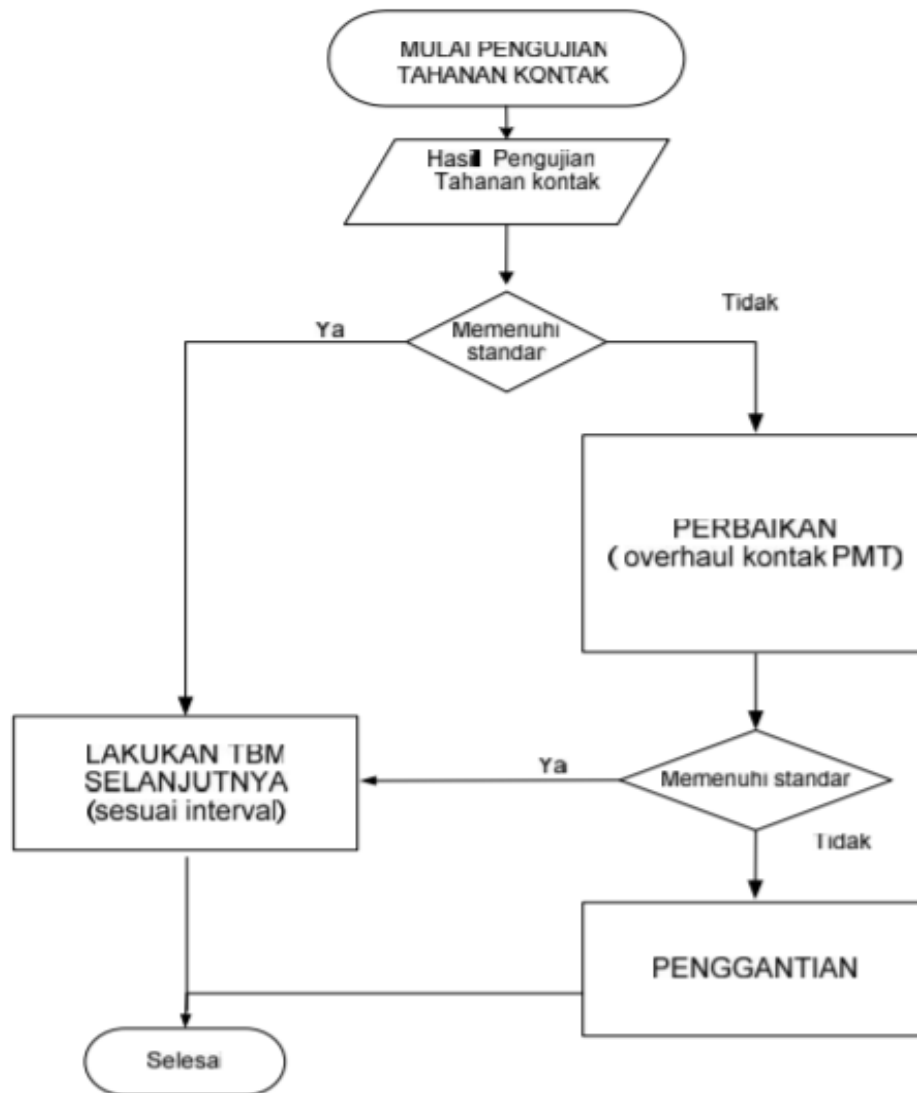 MULAI PENGUJIAN
TAHANAN KONTAK
Hasil Pengujian
Tahanan kontak
Memenuhi
standar
Ya
Tidak
PERBAIKAN
( overhaul kontak PMT)
Memenuhi standar
Ya
Tidak
LAKUKAN TBM
SELANJUTNYA
(sesuai interval)
PENGGANTIAN
Selesai